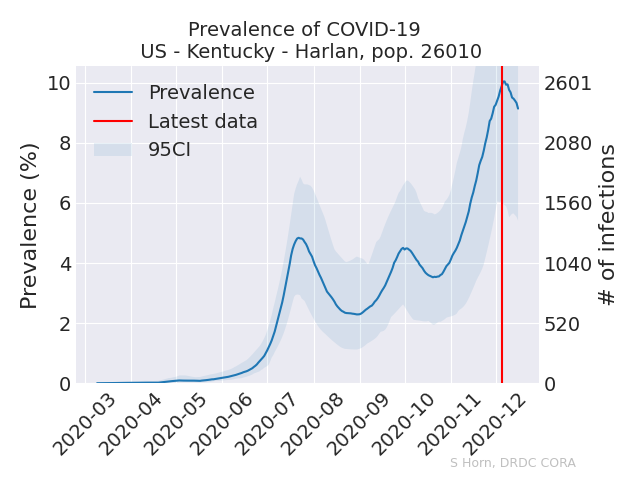 Prevalence of COVID-19
US - Kentucky - Harlan, pop. 26010
Prevalence (%)
10
8
6
4
2
0
Prevalence
Latest data
95CI
2601
2080
1560
1040
520
0
# of infections
2020-03
2020-04
2020-05
2020-06
2020-07
2020-08
2020-09
2020-10
2020-11
2020-12
S Horn, DRDC CORA